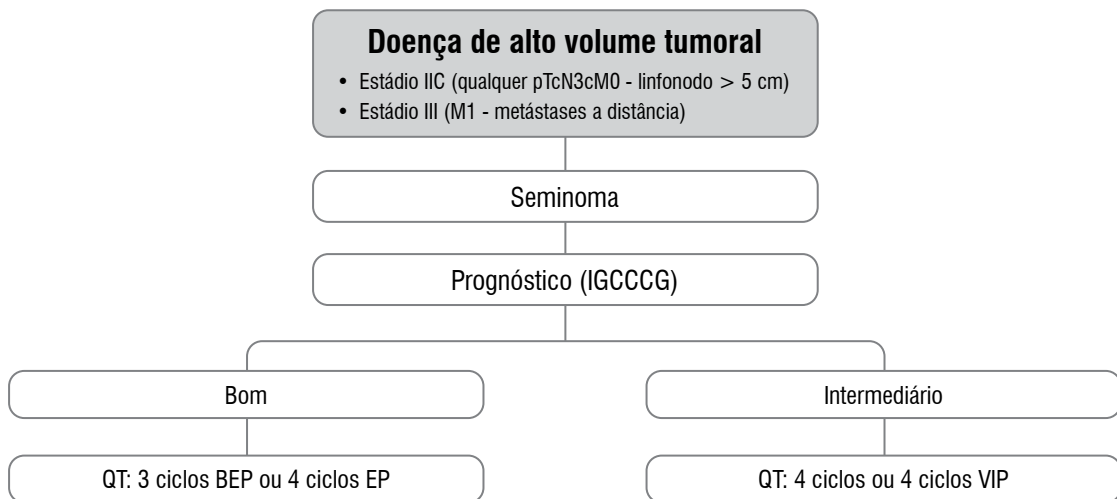 Doença de alto volume tumoral
• Estádio IIC (qualquer pTcN3cM0 - linfonodo > 5 cm)
• Estádio III (M1 - metástases a distância)
Seminoma
Prognóstico (IGCCCG)
Bom
Intermediário
QT: 3 ciclos BEP ou 4 ciclos EP
QT: 4 ciclos ou 4 ciclos VIP